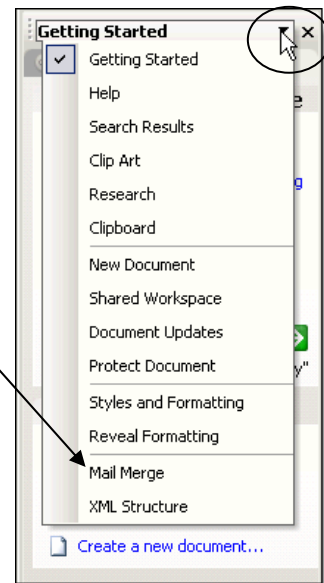 Getting Started
Getting Started
Help
Search Results
Clip Art
Research
Clipboard
New Document
Shared Workspace
Document Updates
Protect Document
Styles and Formatting
Reveal Formatting
Mail Merge
XML Structure
Create a new document...